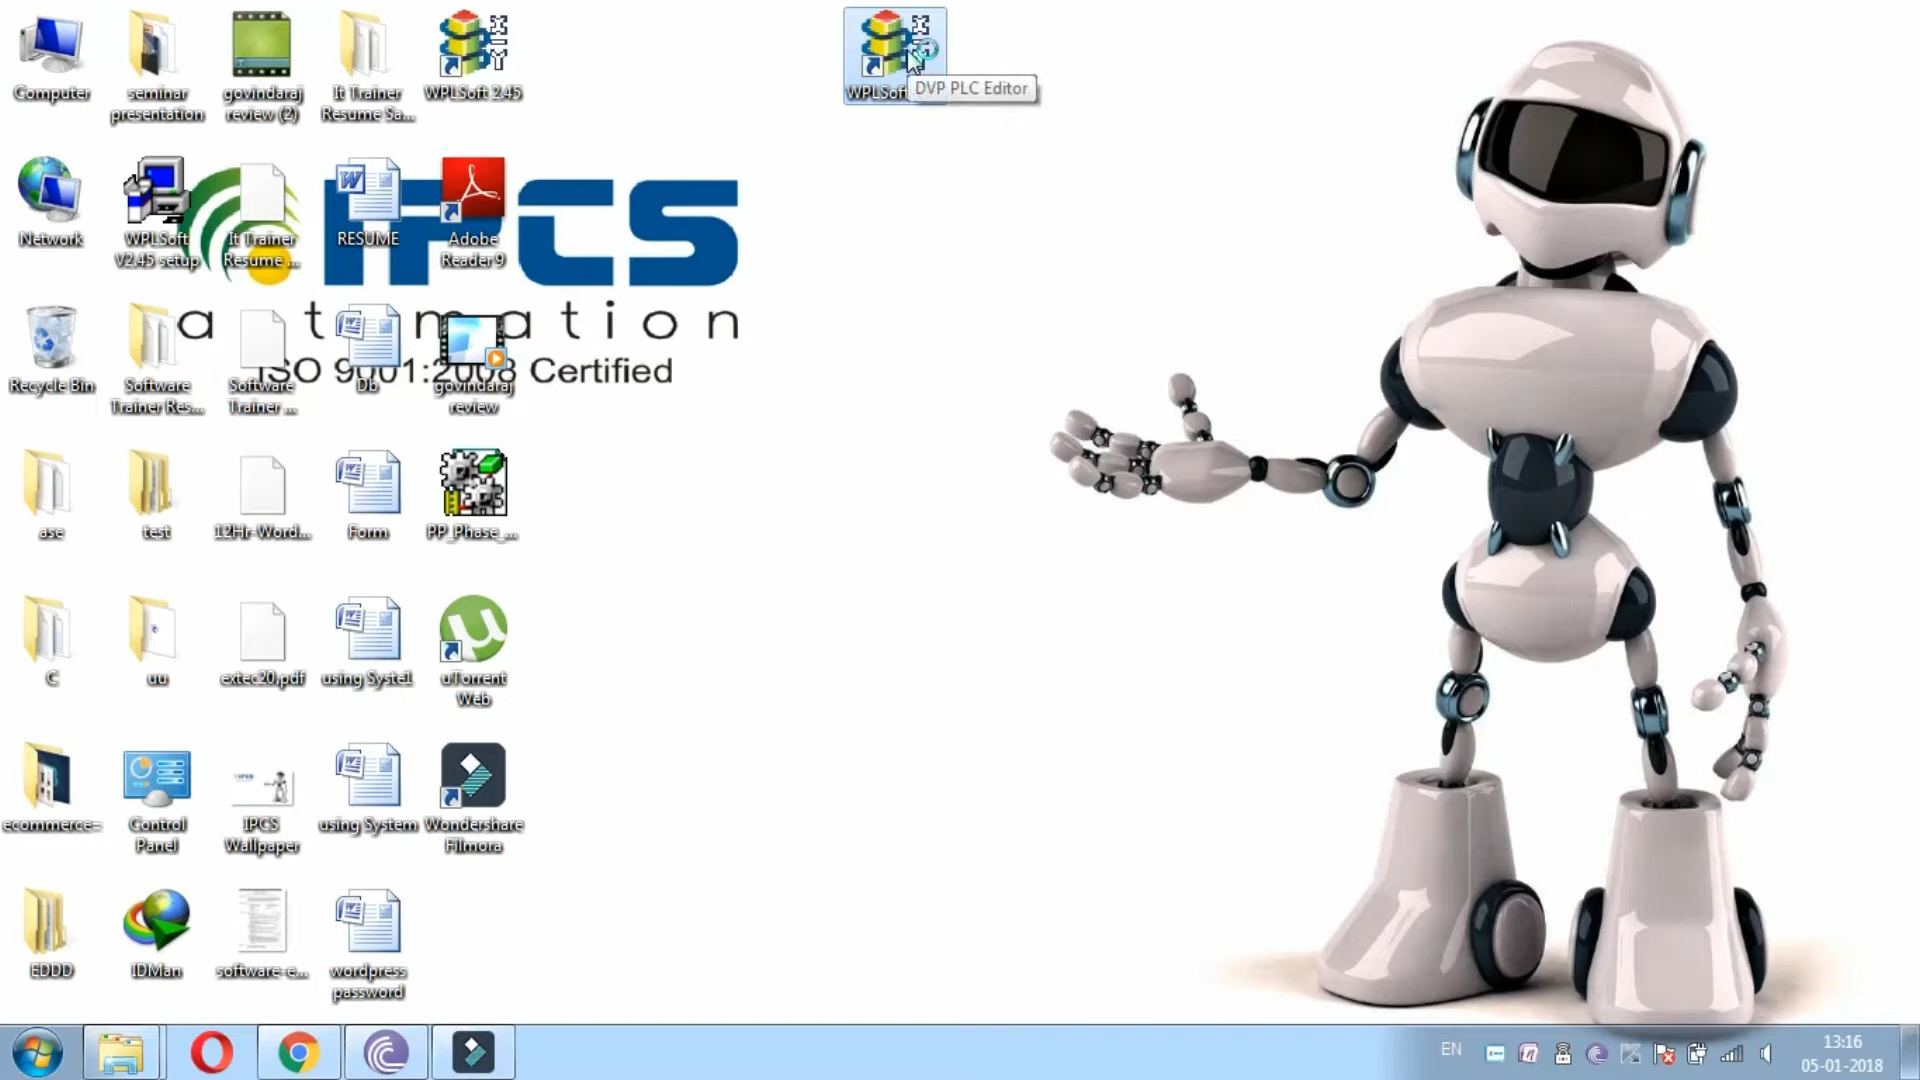 Computer
seminar
presentation
govindaraj
review (2)
It Trainer
Resume Sa...
WPLSoft 2.45
WPLSoft
DVP PLC Editor
Network
WPLSoft
V2.45 setup
It Trainer
Resume ...
RESUME
Adobe
Reader 9
IPCS
automation
ISO 9001:2008 Certified
Recycle Bin
Software
Trainer Res...
Software
Trainer ...
Db
govindaraj
review
ase
test
12Hr-Word...
Form
PP_Phase_...
C
uu
extec20.pdf
using Syste1
uTorrent
Web
ecommerce=
Control
Panel
IPCS
Wallpaper
using System
Wondershare
Filmora
EDDD
IDMan
software-e...
wordpress
password
EN
13:16
05-01-2018